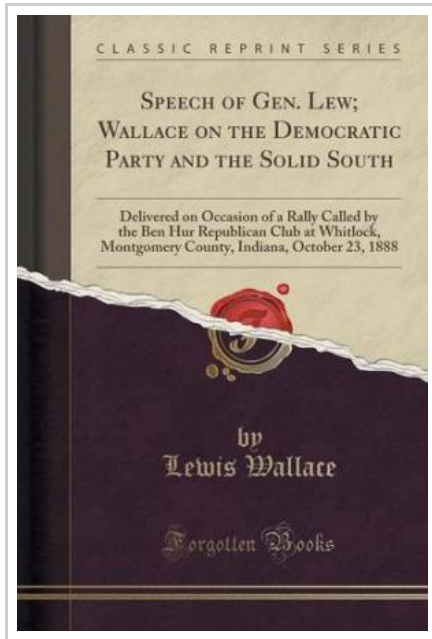 CLASSIC REPRINT SERIES
SPEECH OF GEN. LEW;
WALLACE ON THE DEMOCRATIC
PARTY AND THE SOLID SOUTH
Delivered on Occasion of a Rally Called by
the Ben Hur Republican Club at Whitlock,
Montgomery County, Indiana, October 23, 1888
by
Lewis Wallace
Forgotten Books